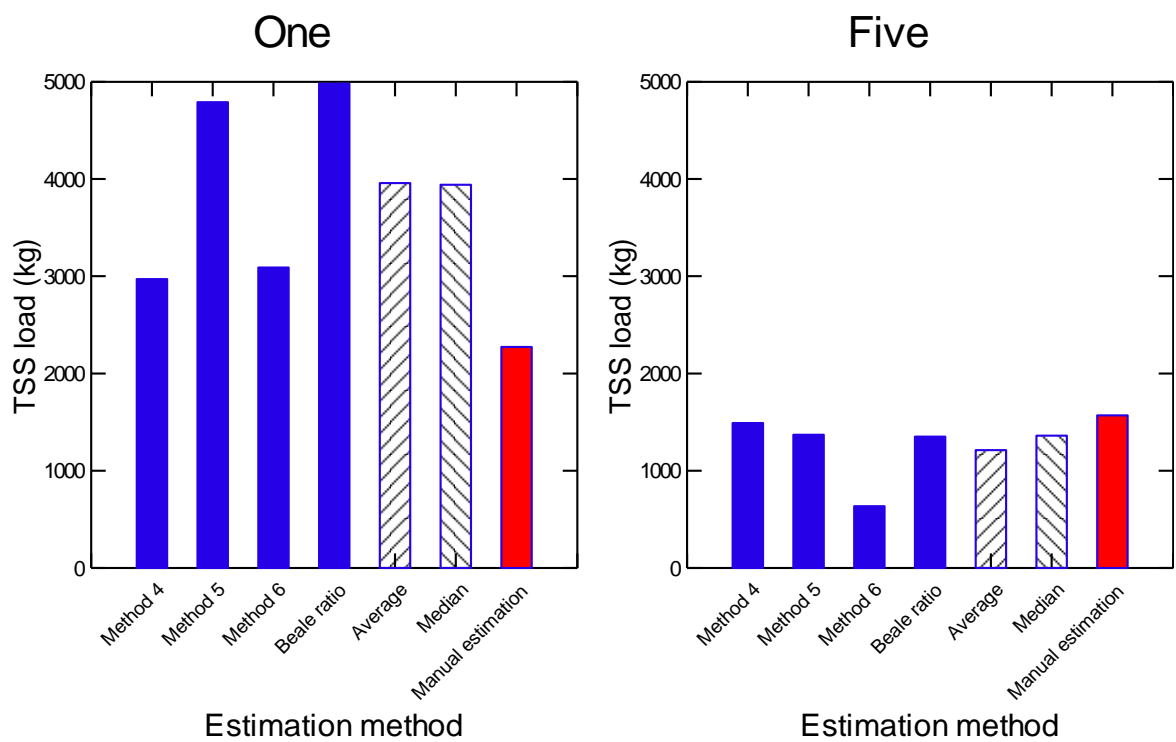 One
5000
4000
3000
2000
1000
0
TSS load (kg)
Method 4
Method 5
Method 6
Beale ratio
Average
Median
Manual estimation
Estimation method
Five
5000
4000
3000
2000
1000
0
TSS load (kg)
Method 4
Method 5
Method 6
Beale ratio
Average
Median
Manual estimation
Estimation method